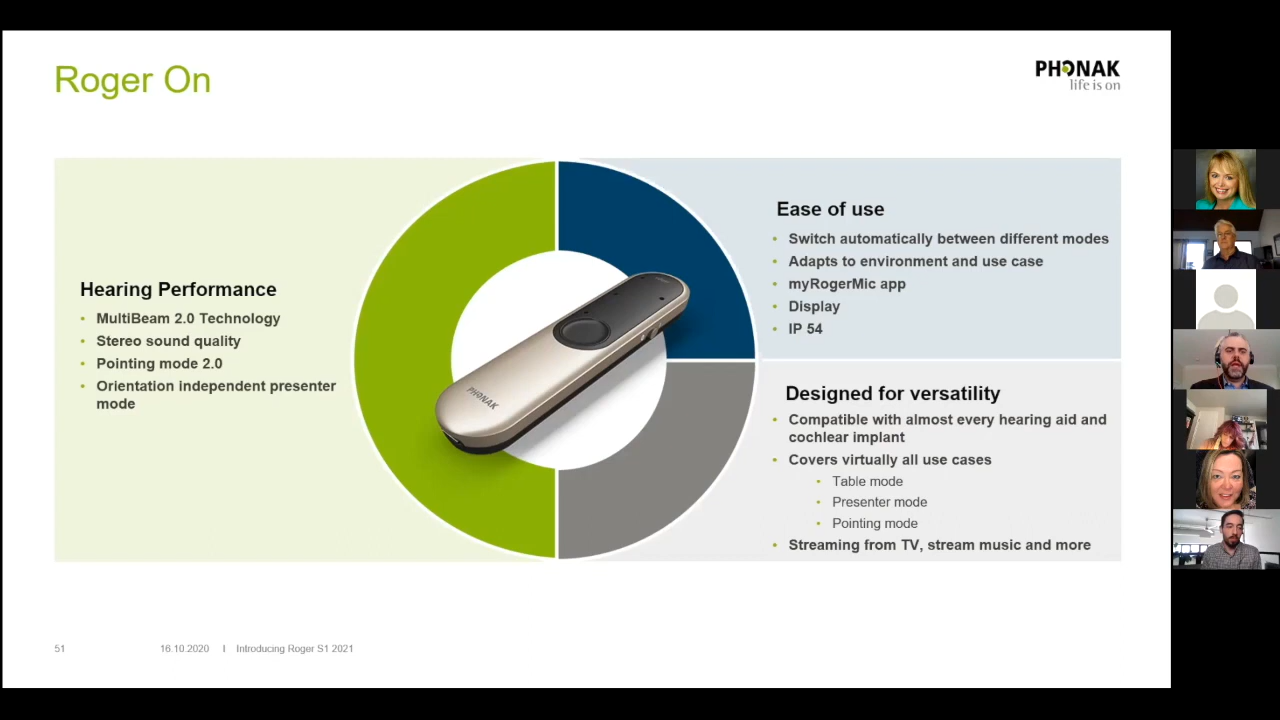 Roger On
PHONAK
life is on
Hearing Performance
• MultiBeam 2.0 Technology
• Stereo sound quality
• Pointing mode 2.0
• Orientation independent presenter
mode
PHONAK
Ease of use
• Switch automatically between different modes
• Adapts to environment and use case
• myRogerMic app
• Display
• IP 54
Designed for versatility
• Compatible with almost every hearing aid and
cochlear implant
• Covers virtually all use cases
• Table mode
• Presenter mode
• Pointing mode
• Streaming from TV, stream music and more
51 16.10.2020 I Introducing Roger S1 2021